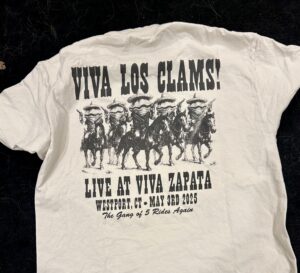 VIVA LOS CLAMS!
LIVE AT VIVA ZAPATA
WESTPORT, CT • MAY 3RD 2025
The Gang of 5 Rides Again